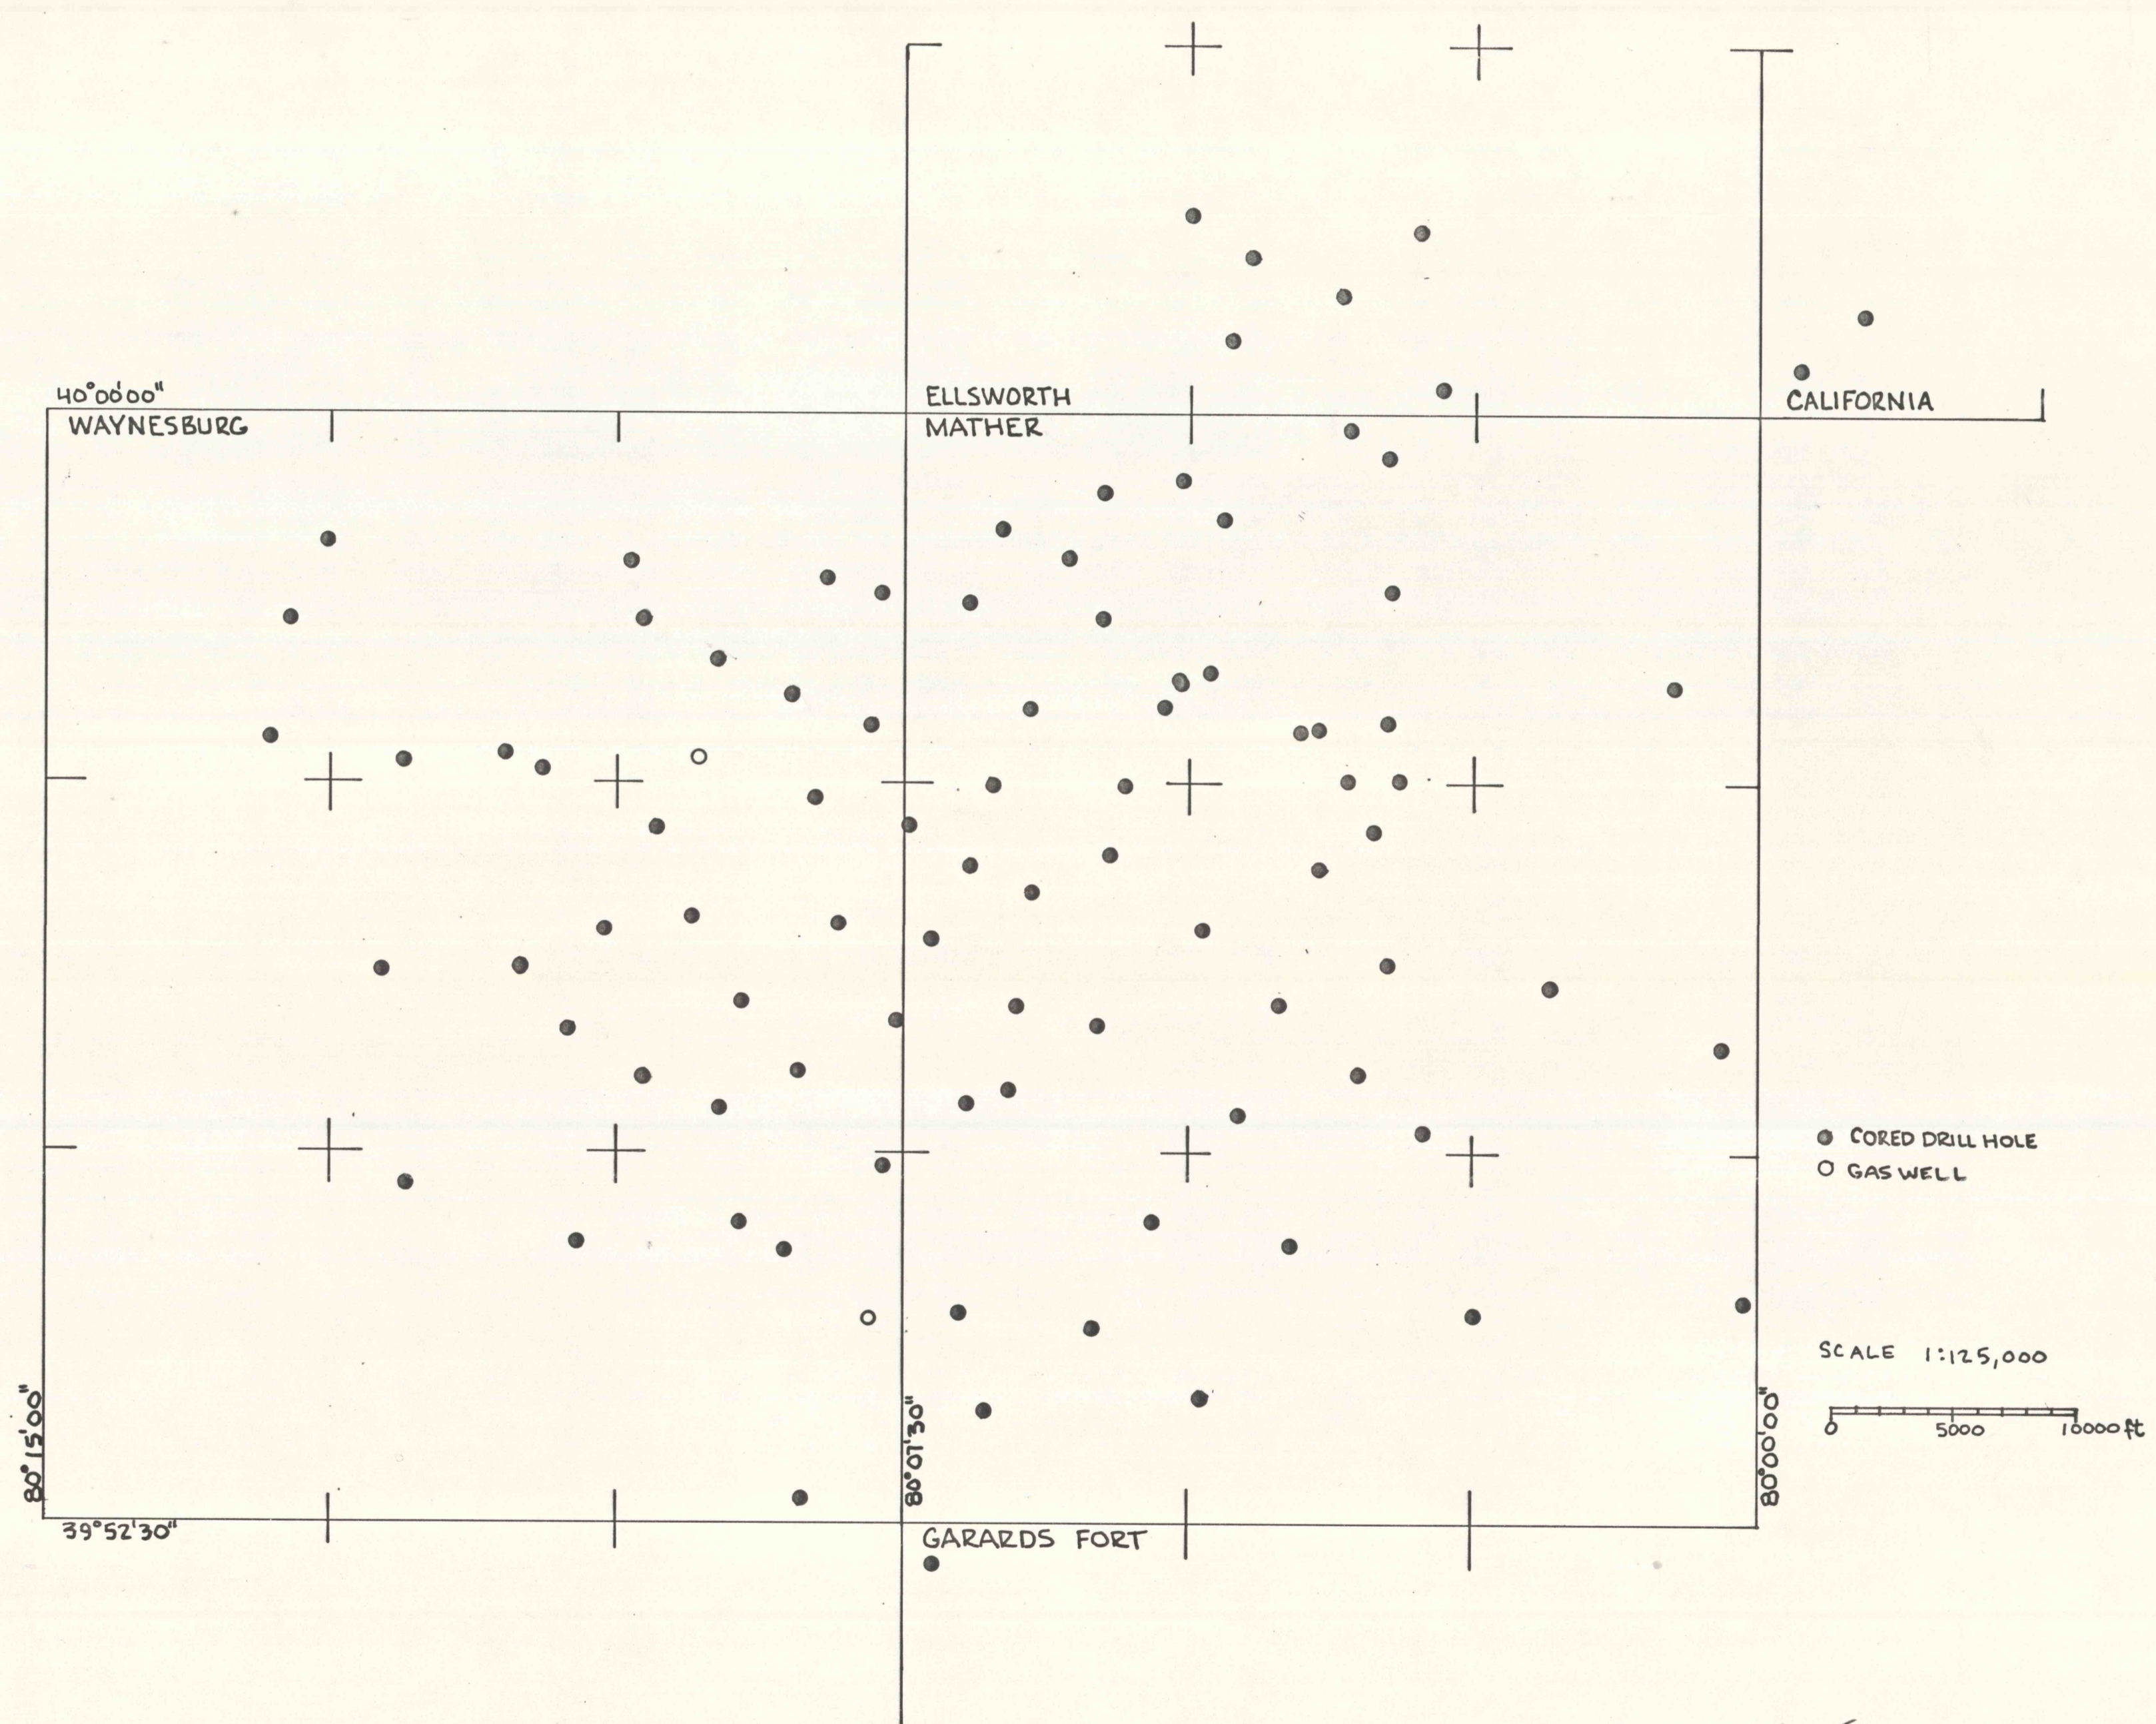 40°00'00"
ELLSWORTH
CALIFORNIA
WAYNESBURG
MATHER
CORED DRILL HOLE
GAS WELL
SCALE 1:125,000
0 5000 10000 ft
80°15'00"
80°07'30"
80°00'00"
39°52'30"
GARARDS FORT